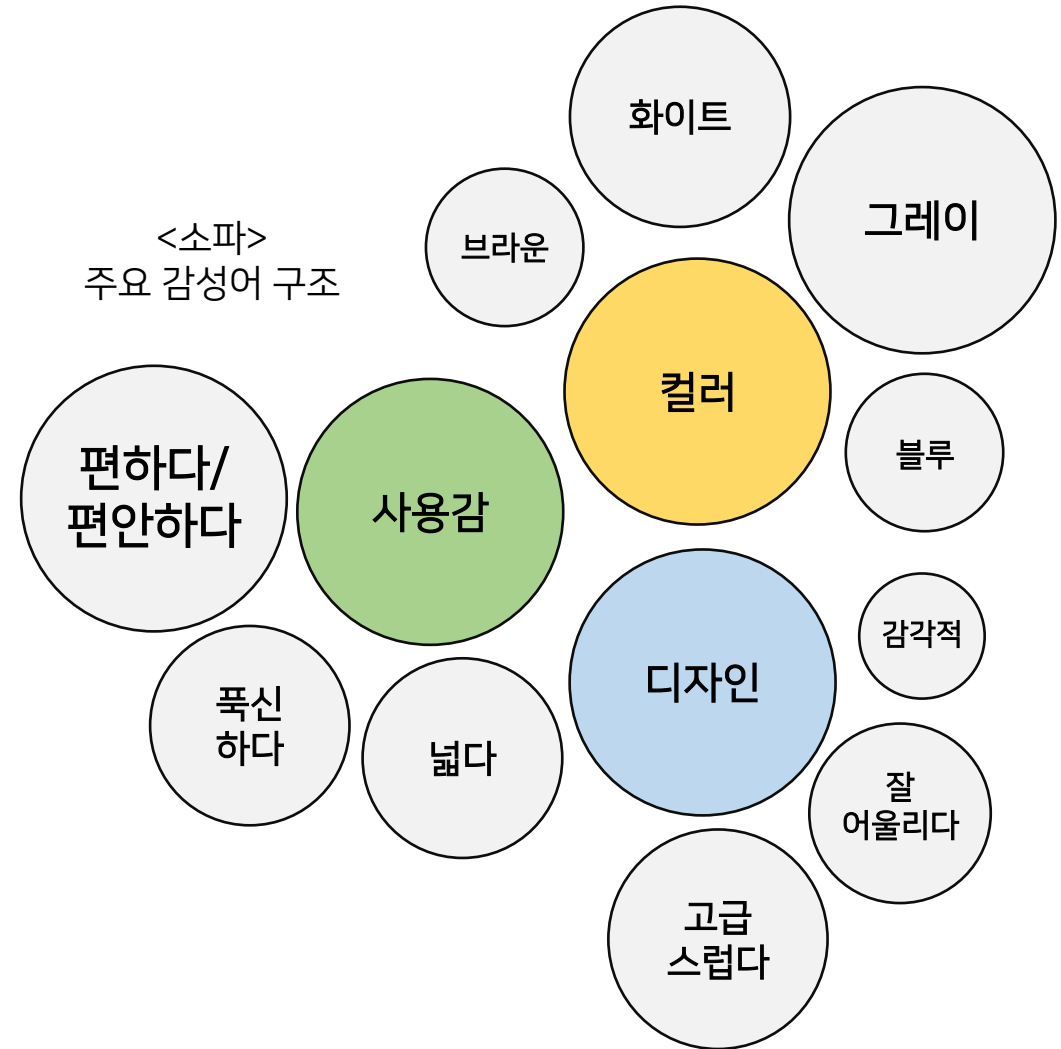 화이트
그레이
브라운
<소파>
주요 감성어 구조
컬러
블루
편하다/
편안하다
사용감
감각적
디자인
푹신
하다
넓다
잘
어울리다
고급
스럽다